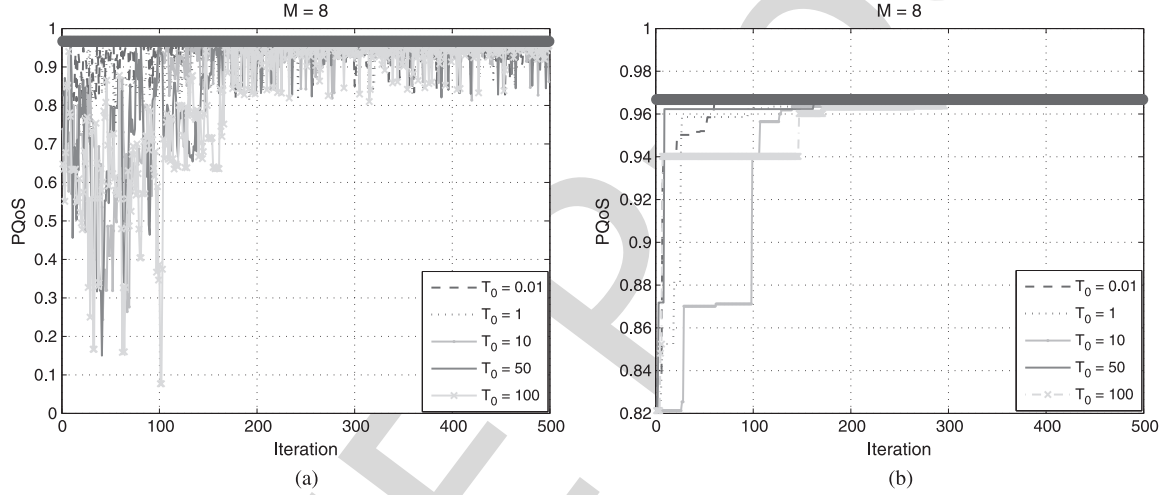 M = 8
1
0.9
0.8
0.7
0.6
0.5
0.4
0.3
0.2
0.1
0
PQoS
0 100 200 300 400 500
Iteration
T0 = 0.01
T0 = 1
T0 = 10
T0 = 50
T0 = 100
(a)
M = 8
1
0.98
0.96
0.94
0.92
0.9
0.88
0.86
0.84
0.82
PQoS
0 100 200 300 400 500
Iteration
T0 = 0.01
T0 = 1
T0 = 10
T0 = 50
T0 = 100
(b)